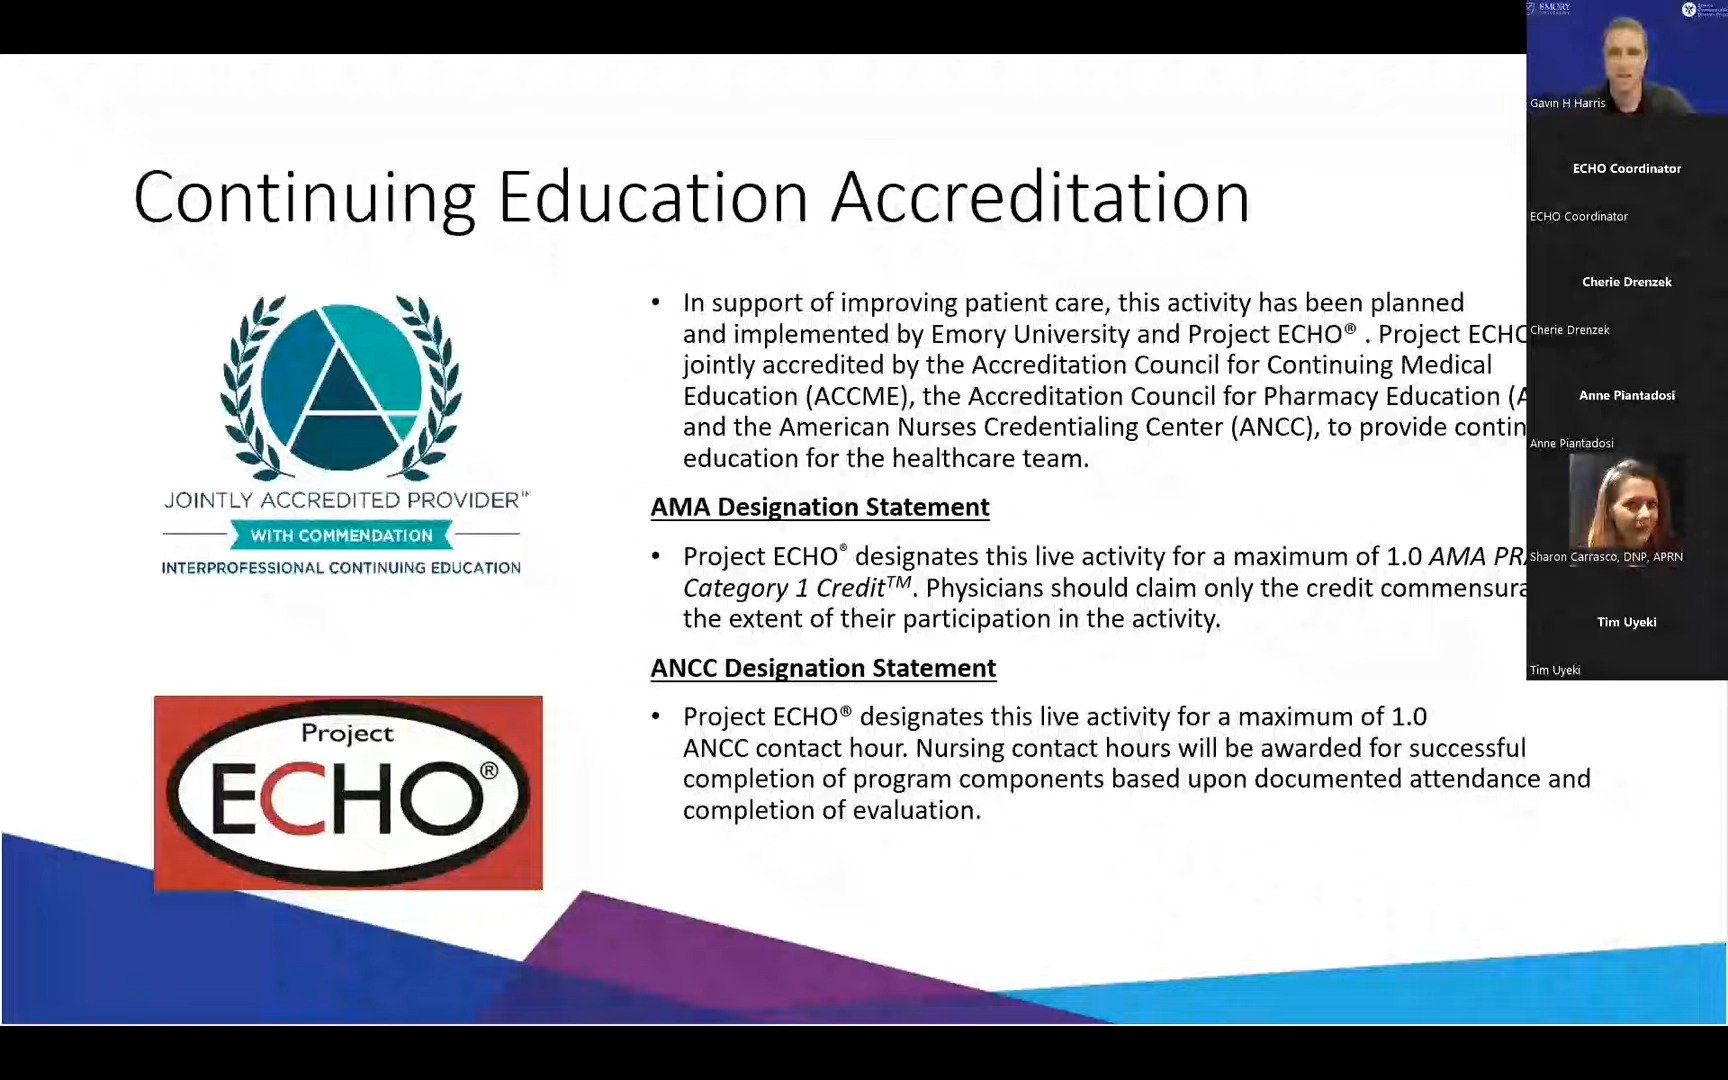 Continuing Education Accreditation
JOINTLY ACCREDITED PROVIDER™
WITH COMMENDATION
INTERPROFESSIONAL CONTINUING EDUCATION
Project
ECHO®
• In support of improving patient care, this activity has been planned
and implemented by Emory University and Project ECHO® . Project ECHO
jointly accredited by the Accreditation Council for Continuing Medical
Education (ACCME), the Accreditation Council for Pharmacy Education (A
and the American Nurses Credentialing Center (ANCC), to provide contin
education for the healthcare team.
AMA Designation Statement
• Project ECHO® designates this live activity for a maximum of 1.0 AMA PRA
Category 1 Credit™. Physicians should claim only the credit commensura
the extent of their participation in the activity.
ANCC Designation Statement
• Project ECHO® designates this live activity for a maximum of 1.0
ANCC contact hour. Nursing contact hours will be awarded for successful
completion of program components based upon documented attendance and
completion of evaluation.
EMORY
Gavin H Harris
ECHO Coordinator
ECHO Coordinator
Cherie Drenzek
Cherie Drenzek
Anne Piantadosi
Anne Piantadosi
Sharon Carrasco, DNP, APRN
Tim Uyeki
Tim Uyeki